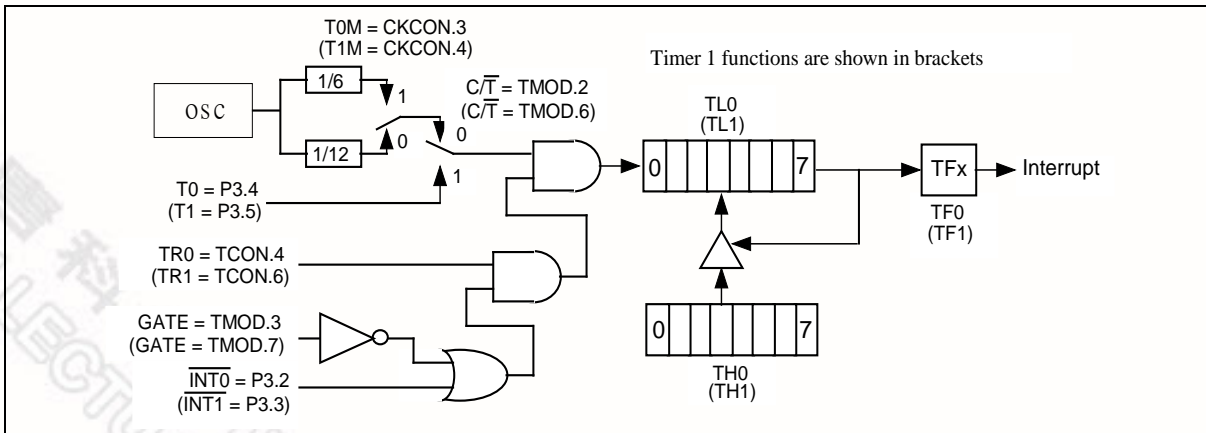 T0M = CKCON.3
(T1M = CKCON.4)
Timer 1 functions are shown in brackets
OSC
1/6
1/12
1
0
C/T̅ = TMOD.2
(C/T̅ = TMOD.6)
0
1
T0 = P3.4
(T1 = P3.5)
TL0
(TL1)
0 7
TFx
Interrupt
TF0
(TF1)
TR0 = TCON.4
(TR1 = TCON.6)
GATE = TMOD.3
(GATE = TMOD.7)
I̅N̅T̅0̅ = P3.2
(I̅N̅T̅1̅ = P3.3)
0 7
TH0
(TH1)